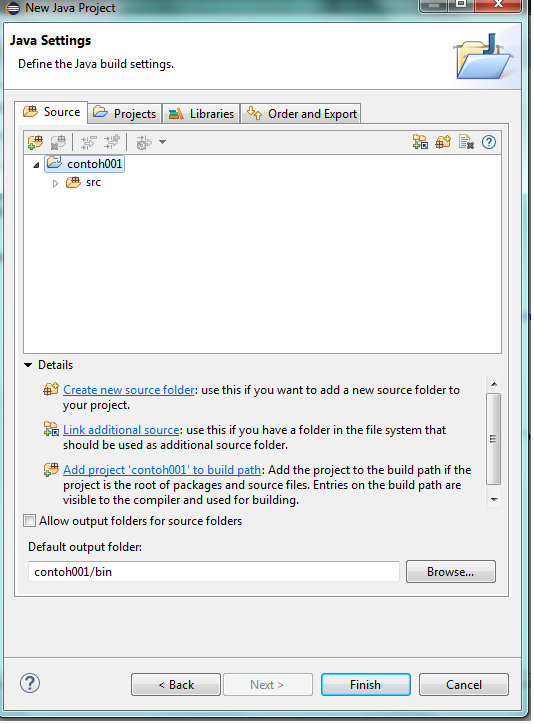 New Java Project
Java Settings
Define the Java build settings.
Source Projects Libraries Order and Export
contoh001
src
Details
Create new source folder: use this if you want to add a new source folder to
your project.
Link additional source: use this if you have a folder in the file system that
should be used as additional source folder.
Add project 'contoh001' to build path: Add the project to the build path if the
project is the root of packages and source files. Entries on the build path are
visible to the compiler and used for building.
Allow output folders for source folders
Default output folder:
contoh001/bin
Browse...
< Back
Next >
Finish
Cancel